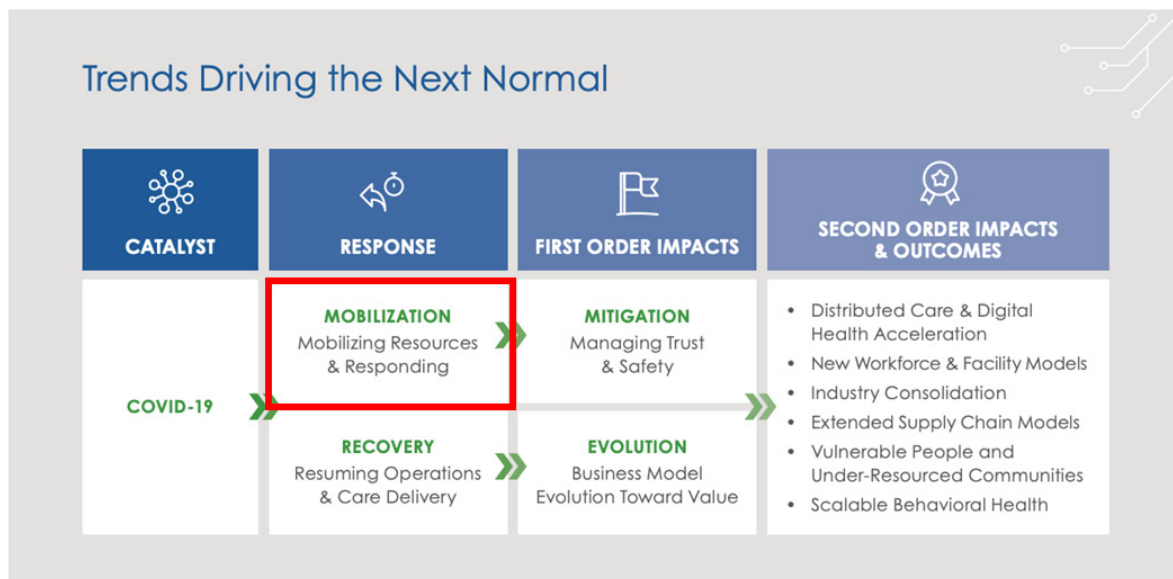 Trends Driving the Next Normal
CATALYST
RESPONSE
FIRST ORDER IMPACTS
SECOND ORDER IMPACTS
& OUTCOMES
COVID-19
MOBILIZATION
Mobilizing Resources
& Responding
RECOVERY
Resuming Operations
& Care Delivery
MITIGATION
Managing Trust
& Safety
EVOLUTION
Business Model
Evolution Toward Value
• Distributed Care & Digital
Health Acceleration
• New Workforce & Facility Models
• Industry Consolidation
• Extended Supply Chain Models
• Vulnerable People and
Under-Resourced Communities
• Scalable Behavioral Health